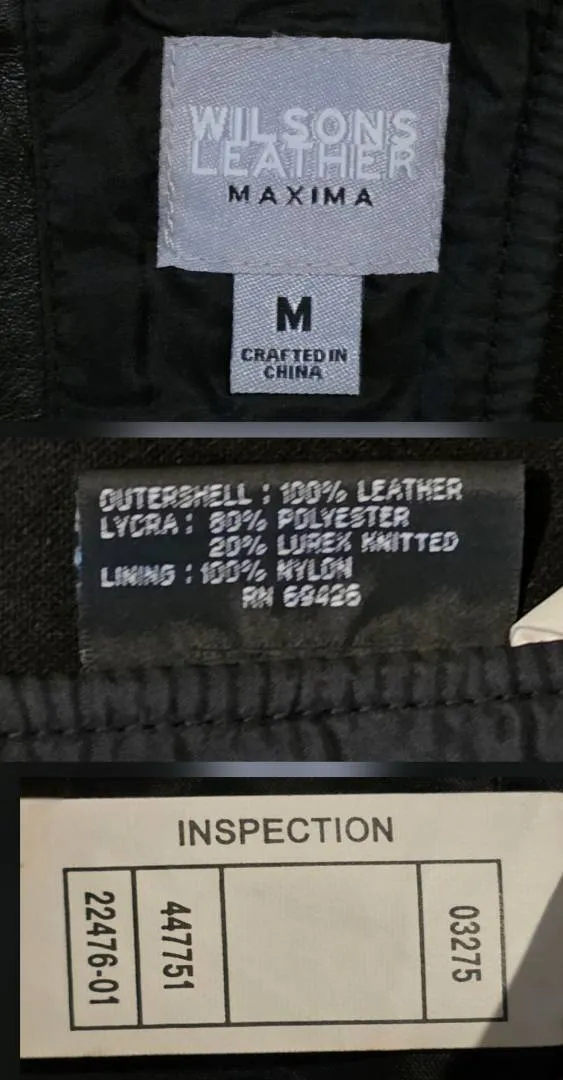 WILSONS
LEATHER
MAXIMA
M
CRAFTED IN
CHINA
OUTERSHELL : 100% LEATHER
LYCRA : 80% POLYESTER
20% LUREX KNITTED
LINING : 100% NYLON
RN 69426
INSPECTION
22476-01
447751
03275